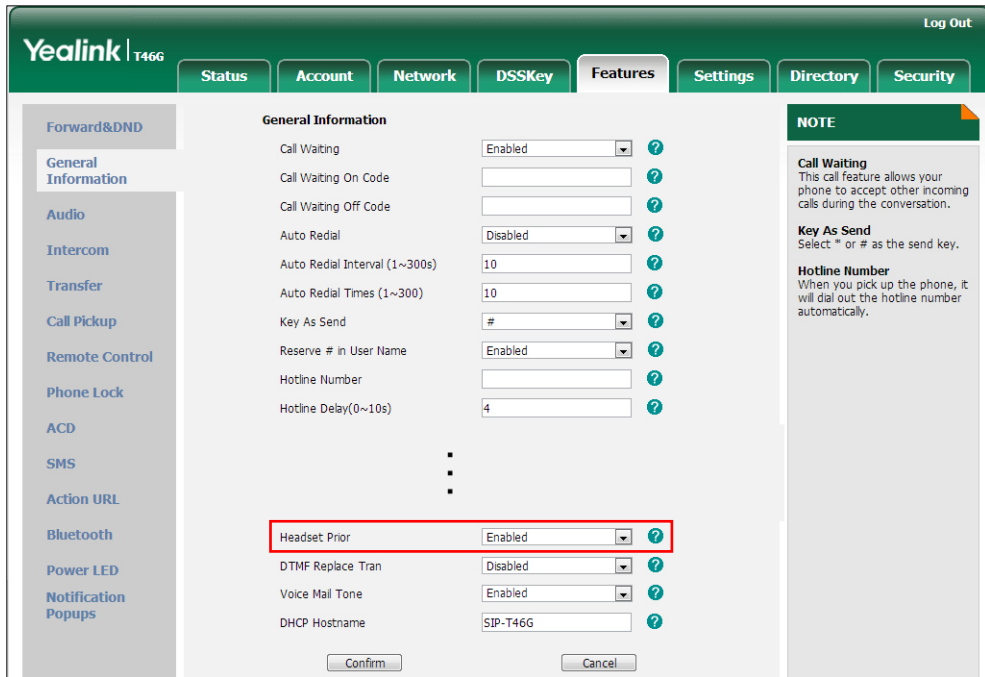 Log Out
Yealink | T46G
Status Account Network DSSKey Features Settings Directory Security
Forward&DND
General
Information
Audio
Intercom
Transfer
Call Pickup
Remote Control
Phone Lock
ACD
SMS
Action URL
Bluetooth
Power LED
Notification
Popups
General Information
Call Waiting Enabled ?
Call Waiting On Code ?
Call Waiting Off Code ?
Auto Redial Disabled ?
Auto Redial Interval (1~300s) 10 ?
Auto Redial Times (1~300) 10 ?
Key As Send # ?
Reserve # in User Name Enabled ?
Hotline Number ?
Hotline Delay(0~10s) 4 ?
Headset Prior Enabled ?
DTMF Replace Tran Disabled ?
Voice Mail Tone Enabled ?
DHCP Hostname SIP-T46G ?
Confirm Cancel
NOTE
Call Waiting
This call feature allows your
phone to accept other incoming
calls during the conversation.
Key As Send
Select * or # as the send key.
Hotline Number
When you pick up the phone, it
will dial out the hotline number
automatically.